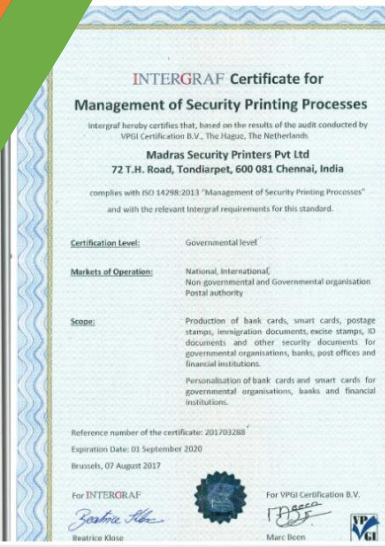 INTERGRAF Certificate for
Management of Security Printing Processes
Intergraf hereby certifies that, based on the results of the audit conducted by
VPGI Certification B.V., The Hague, The Netherlands
Madras Security Printers Pvt Ltd
72 T.H. Road, Tondiarpet, 600 081 Chennai, India
complies with ISO 14298:2013 "Management of Security Printing Processes"
and with the relevant Intergraf requirements for this standard.
Certification Level: Governmental level
Markets of Operation: National, International,
Non governmental and Governmental organisation
Postal authority
Scope: Production of bank cards, smart cards, postage
stamps, immigration documents, excise stamps, ID
documents and other security documents for
governmental organisations, banks, post offices and
financial institutions.
Personalisation of bank cards and smart cards for
governmental organisations, banks and financial
institutions.
Reference number of the certificate: 201703288
Expiration Date: 01 September 2020
Brussels, 07 August 2017
For INTERGRAF For VPGI Certification B.V.
Beatrice Klose Marc Been
VP
GI